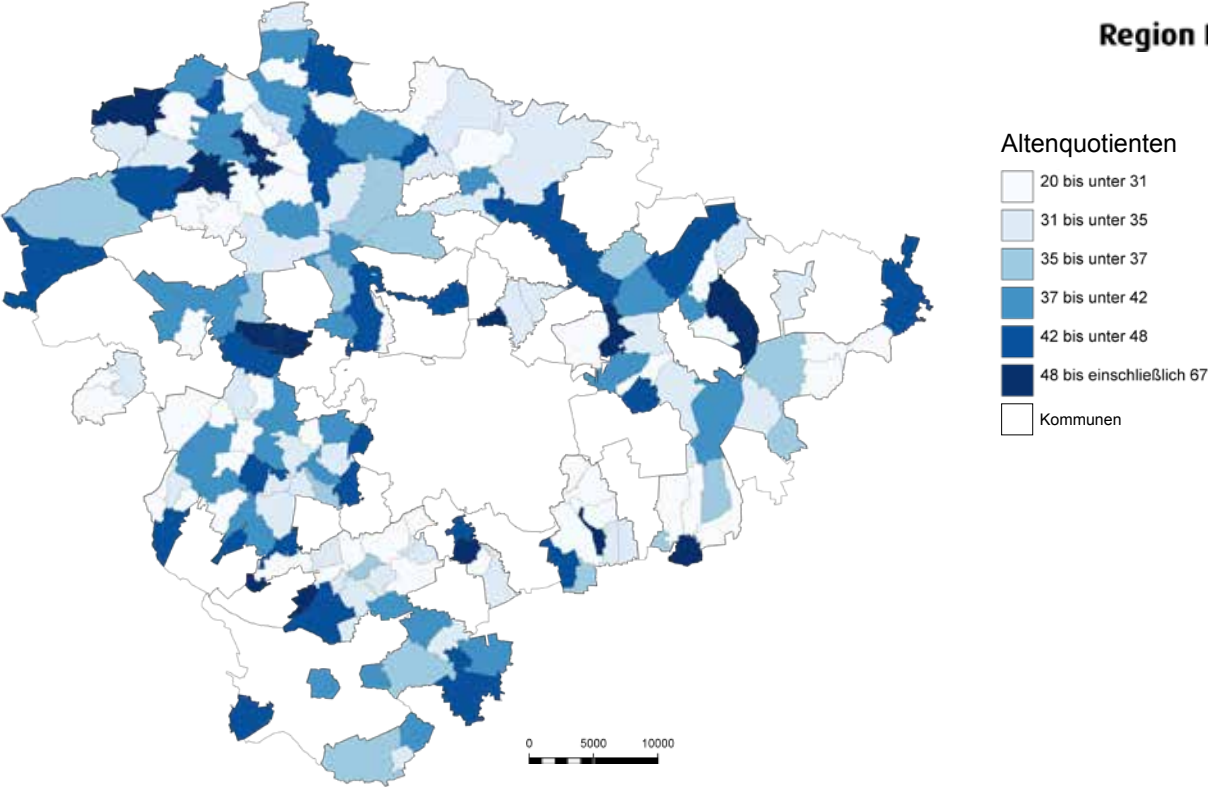 Region
Altenquotienten
20 bis unter 31
31 bis unter 35
35 bis unter 37
37 bis unter 42
42 bis unter 48
48 bis einschließlich 67
Kommunen
0 5000 10000